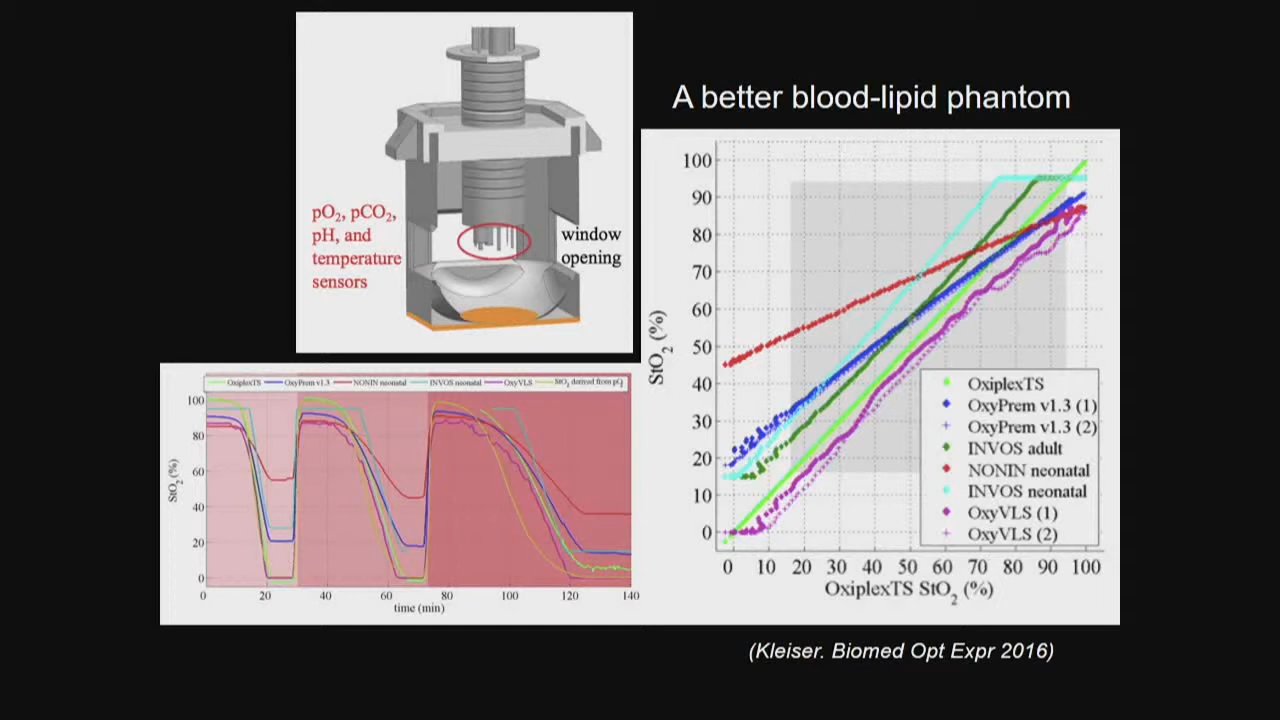 A better blood-lipid phantom
pO2, pCO2,
pH, and
temperature
sensors
window
opening
OxiplexTS
OxyPrem v1.3
NONIN neonatal
INVOS neonatal
OxyVLS
StO2 derived from pO2
StO2 (%)
100
80
60
40
20
0
0 20 40 60 80 100 120 140
time (min)
StO2 (%)
100
90
80
70
60
50
40
30
20
10
0
OxiplexTS
OxyPrem v1.3 (1)
OxyPrem v1.3 (2)
INVOS adult
NONIN neonatal
INVOS neonatal
OxyVLS (1)
OxyVLS (2)
0 10 20 30 40 50 60 70 80 90 100
OxiplexTS StO2 (%)
(Kleiser. Biomed Opt Expr 2016)